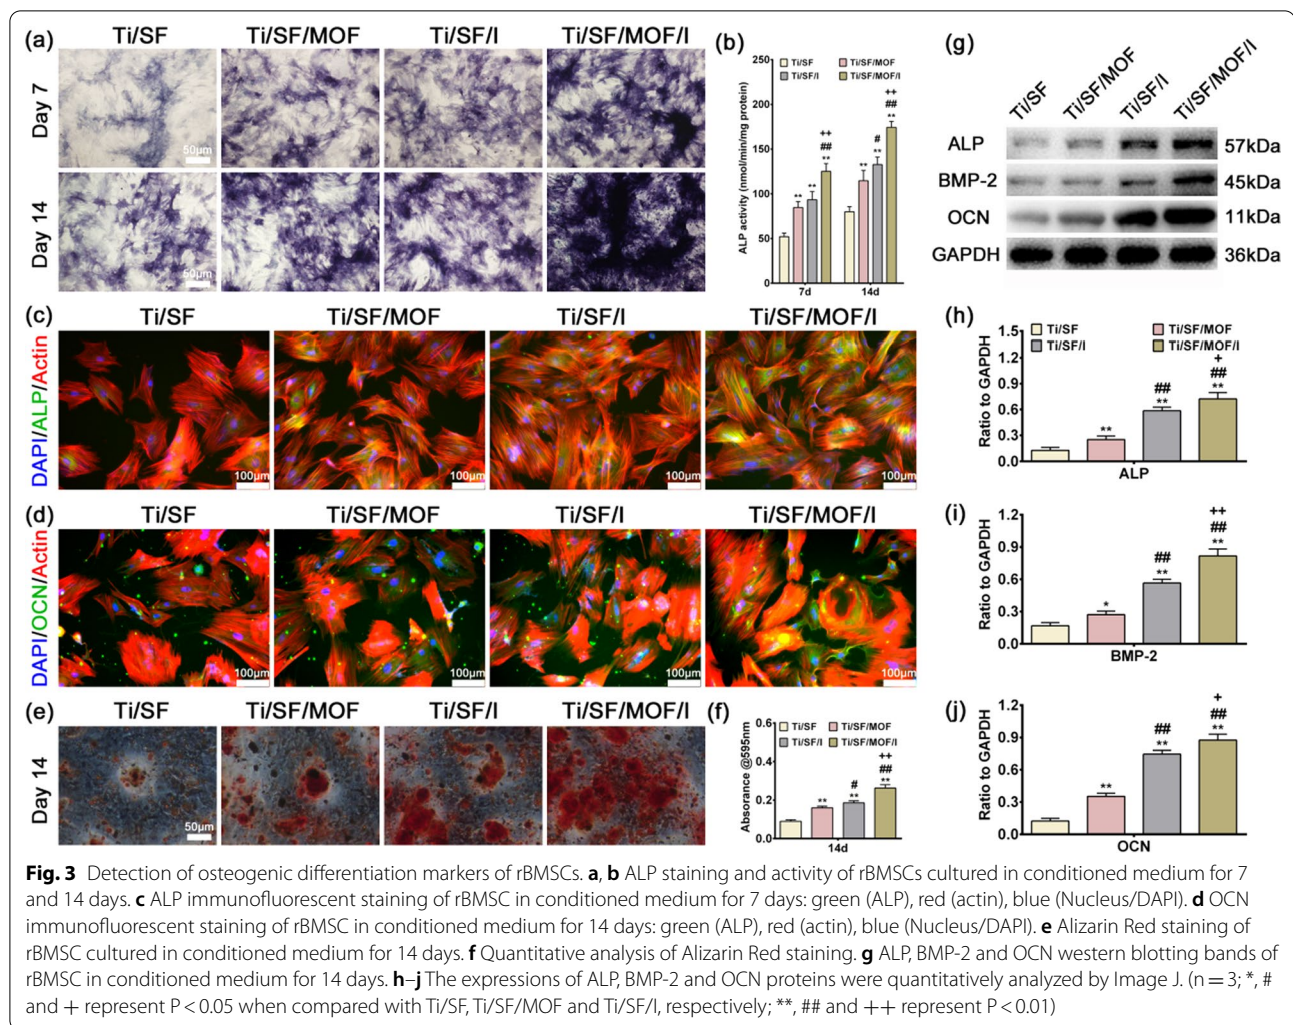 (a) Ti/SF Ti/SF/MOF Ti/SF/I Ti/SF/MOF/I
Day 7
50μm
Day 14
50μm
(b)
Ti/SF Ti/SF/MOF
Ti/SF/I Ti/SF/MOF/I
ALP activity (nmol/min/mg protein)
250
200
150
100
50
0
** ** ** ## ++
** ** # ** ## ++
7d 14d
(g)
Ti/SF Ti/SF/MOF Ti/SF/I Ti/SF/MOF/I
ALP 57kDa
BMP-2 45kDa
OCN 11kDa
GAPDH 36kDa
(c) Ti/SF Ti/SF/MOF Ti/SF/I Ti/SF/MOF/I
DAPI/ALP/Actin
100μm 100μm 100μm 100μm
(h)
Ti/SF Ti/SF/MOF
Ti/SF/I Ti/SF/MOF/I
Ratio to GAPDH
1.5
1.2
0.9
0.6
0.3
0.0
** ** ## ** ## +
ALP
(d) Ti/SF Ti/SF/MOF Ti/SF/I Ti/SF/MOF/I
DAPI/OCN/Actin
100μm 100μm 100μm 100μm
(i)
Ratio to GAPDH
1.2
0.9
0.6
0.3
0.0
* ** ## ** ## ++
BMP-2
(e) Ti/SF Ti/SF/MOF Ti/SF/I Ti/SF/MOF/I
Day 14
50μm
(f)
Ti/SF Ti/SF/MOF
Ti/SF/I Ti/SF/MOF/I
Absorance @595nm
0.6
0.4
0.2
0.0
** ** # ** ## ++
14d
(j)
Ratio to GAPDH
1.2
0.9
0.6
0.3
0.0
** ** ## ** ## +
OCN
Fig. 3 Detection of osteogenic differentiation markers of rBMSCs. a, b ALP staining and activity of rBMSCs cultured in conditioned medium for 7
and 14 days. c ALP immunofluorescent staining of rBMSC in conditioned medium for 7 days: green (ALP), red (actin), blue (Nucleus/DAPI). d OCN
immunofluorescent staining of rBMSC in conditioned medium for 14 days: green (ALP), red (actin), blue (Nucleus/DAPI). e Alizarin Red staining of
rBMSC cultured in conditioned medium for 14 days. f Quantitative analysis of Alizarin Red staining. g ALP, BMP-2 and OCN western blotting bands of
rBMSC in conditioned medium for 14 days. h–j The expressions of ALP, BMP-2 and OCN proteins were quantitatively analyzed by Image J. (n = 3; *, #
and + represent P < 0.05 when compared with Ti/SF, Ti/SF/MOF and Ti/SF/I, respectively; **, ## and ++ represent P < 0.01)